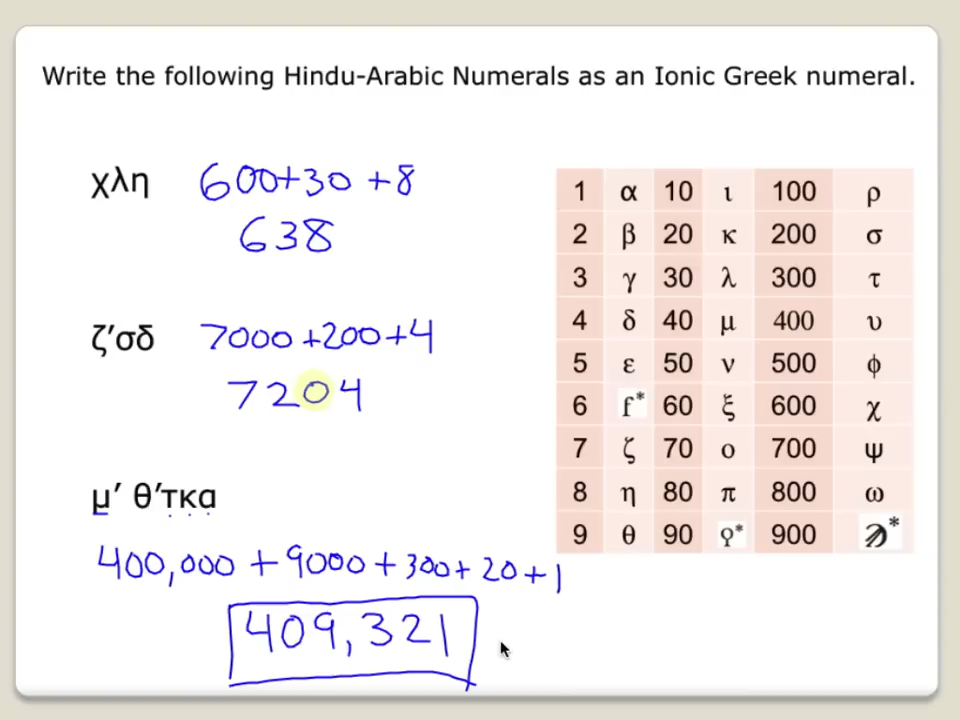 Write the following Hindu-Arabic Numerals as an Ionic Greek numeral.
χλη 600+30+8
638
ζ′σδ 7000+200+4
7204
μ′ θ′τκα
400,000 + 9000 + 300 + 20 + 1
409,321
1 α 10 ι 100 ρ
2 β 20 κ 200 σ
3 γ 30 λ 300 τ
4 δ 40 μ 400 υ
5 ε 50 ν 500 ϕ
6 f* 60 ξ 600 χ
7 ζ 70 ο 700 ψ
8 η 80 π 800 ω
9 θ 90 ϙ* 900 ϡ*